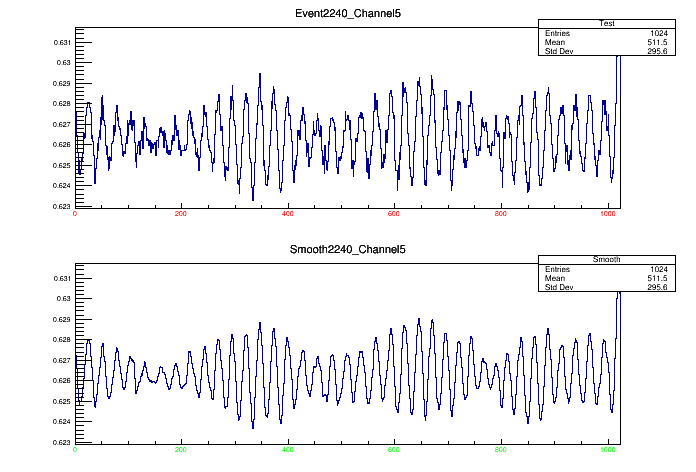 Event2240_Channel5
Test
Entries 1024
Mean 511.5
Std Dev 295.6
0.631
0.63
0.629
0.628
0.627
0.626
0.625
0.624
0.623
0 200 400 600 800 1000
Smooth2240_Channel5
Smooth
Entries 1024
Mean 511.5
Std Dev 295.6
0.631
0.63
0.629
0.628
0.627
0.626
0.625
0.624
0.623
0 200 400 600 800 1000